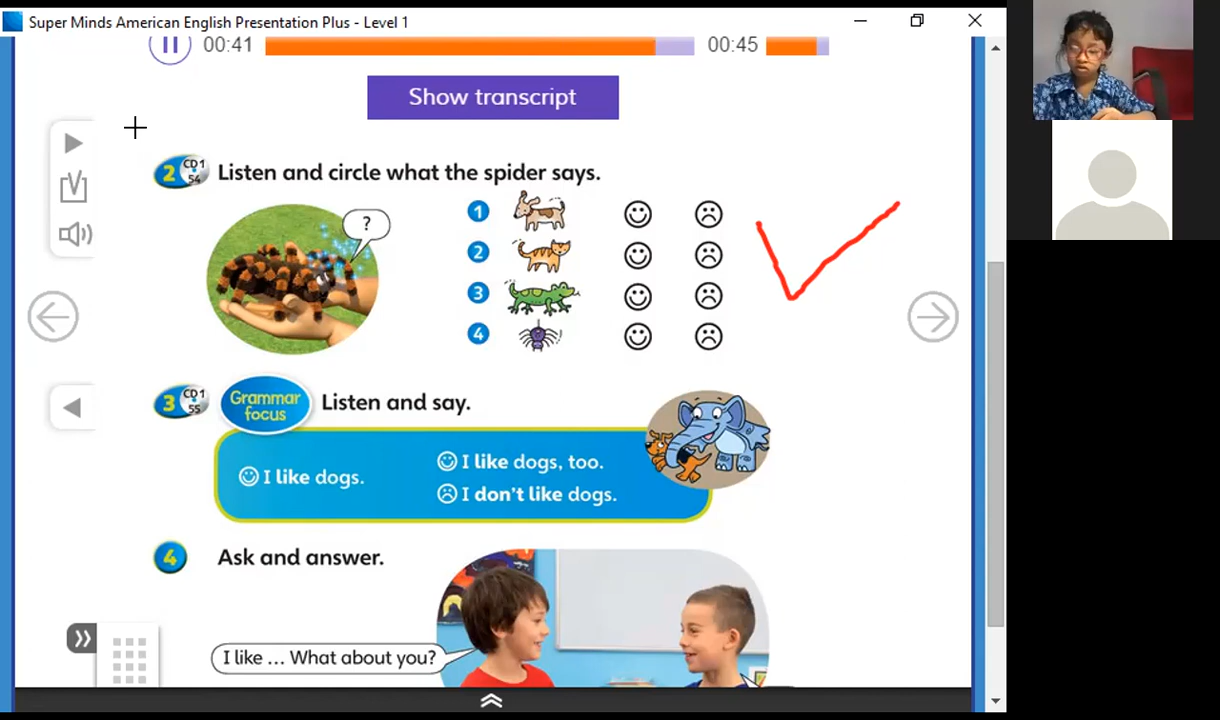 Super Minds American English Presentation Plus - Level 1
00:41
00:45
Show transcript
2 CD1 54 Listen and circle what the spider says.
?
1
2
3
4
3 CD1 55 Grammar focus Listen and say.
I like dogs.
I like dogs, too.
I don't like dogs.
4 Ask and answer.
I like ... What about you?